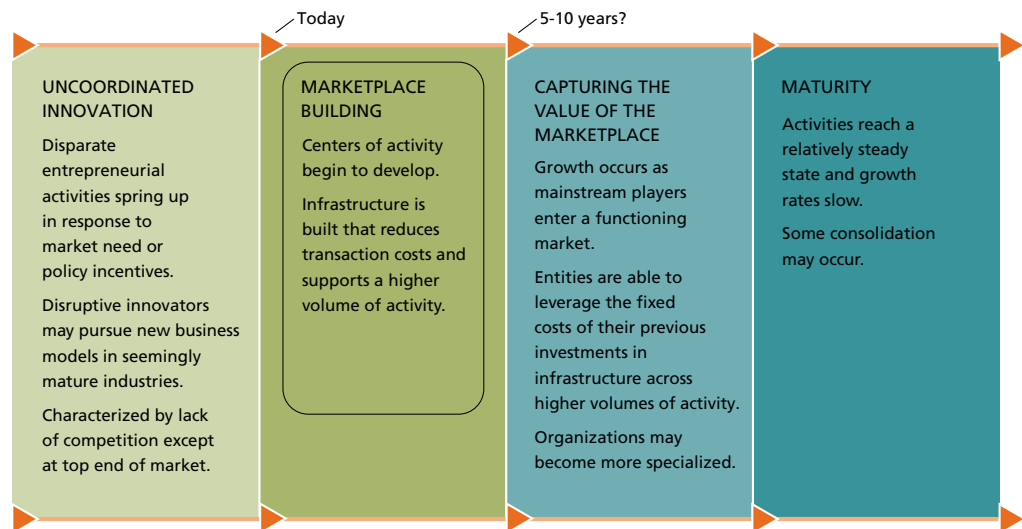 Today
5-10 years?
UNCOORDINATED
INNOVATION
Disparate
entrepreneurial
activities spring up
in response to
market need or
policy incentives.
Disruptive innovators
may pursue new business
models in seemingly
mature industries.
Characterized by lack
of competition except
at top end of market.
MARKETPLACE
BUILDING
Centers of activity
begin to develop.
Infrastructure is
built that reduces
transaction costs and
supports a higher
volume of activity.
CAPTURING THE
VALUE OF THE
MARKETPLACE
Growth occurs as
mainstream players
enter a functioning
market.
Entities are able to
leverage the fixed
costs of their previous
investments in
infrastructure across
higher volumes of activity.
Organizations may
become more specialized.
MATURITY
Activities reach a
relatively steady
state and growth
rates slow.
Some consolidation
may occur.